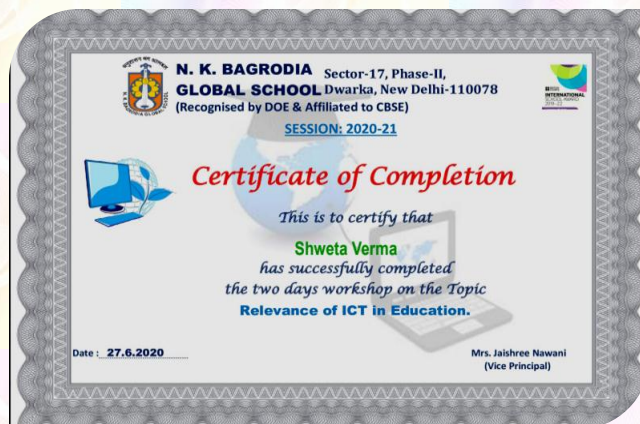 N. K. BAGRODIA
GLOBAL SCHOOL
Sector-17, Phase-II,
Dwarka, New Delhi-110078
(Recognised by DOE & Affiliated to CBSE)
INTERNATIONAL
SCHOOL AWARD
SESSION: 2020-21
Certificate of Completion
This is to certify that
Shweta Verma
has successfully completed
the two days workshop on the Topic
Relevance of ICT in Education.
Date : 27.6.2020
Mrs. Jaishree Nawani
(Vice Principal)